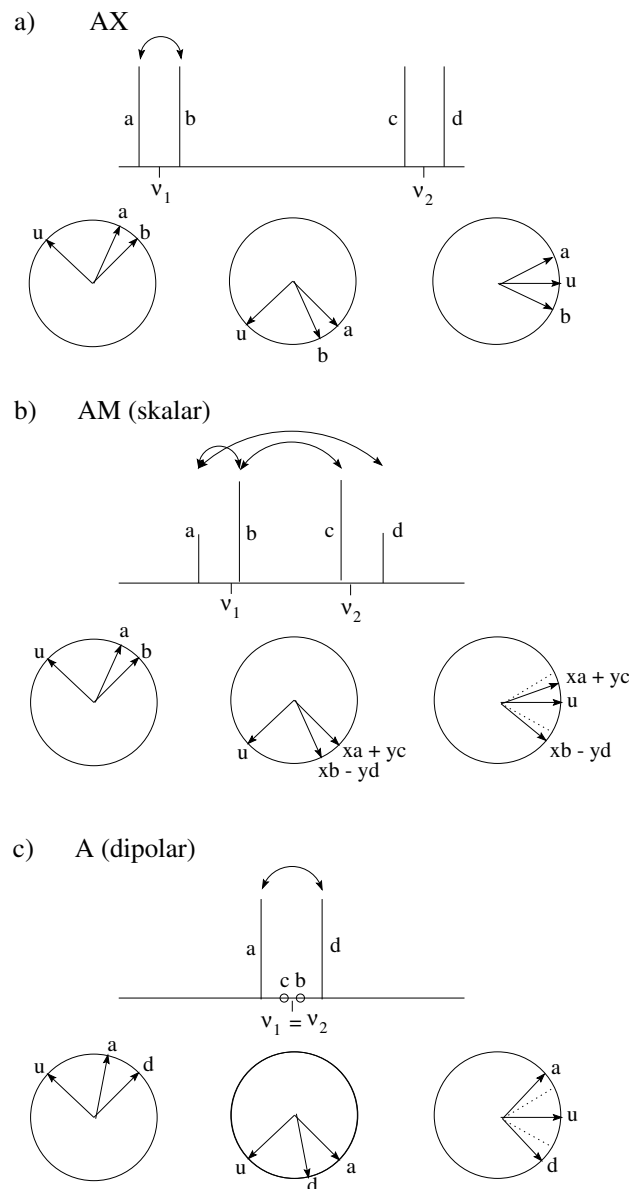 a) AX
a b c d
ν1 ν2
u a b
u b a
a u b
b) AM (skalar)
a b c d
ν1 ν2
u a b
u xa + yc xb - yd
xa + yc u xb - yd
c) A (dipolar)
a d
c b
ν1 = ν2
u a d
u d a
a u d